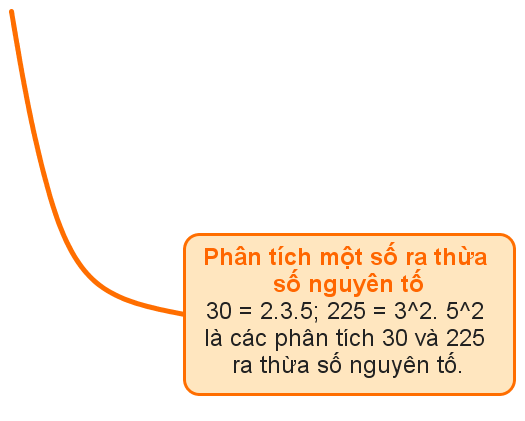 Phân tích một số ra thừa
số nguyên tố
30 = 2.3.5; 225 = 3^2. 5^2
là các phân tích 30 và 225
ra thừa số nguyên tố.